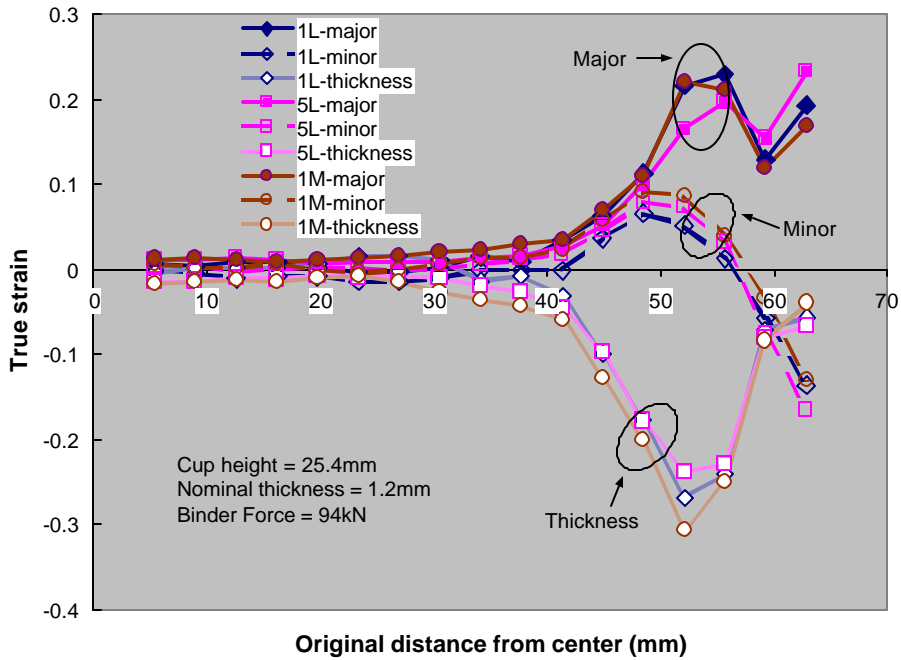 0.3
0.2
0.1
0
-0.1
-0.2
-0.3
-0.4
True strain
1L-major
1L-minor
1L-thickness
5L-major
5L-minor
5L-thickness
1M-major
1M-minor
1M-thickness
Major
Minor
0 10 20 30 40 50 60 70
Cup height = 25.4mm
Nominal thickness = 1.2mm
Binder Force = 94kN
Thickness
Original distance from center (mm)